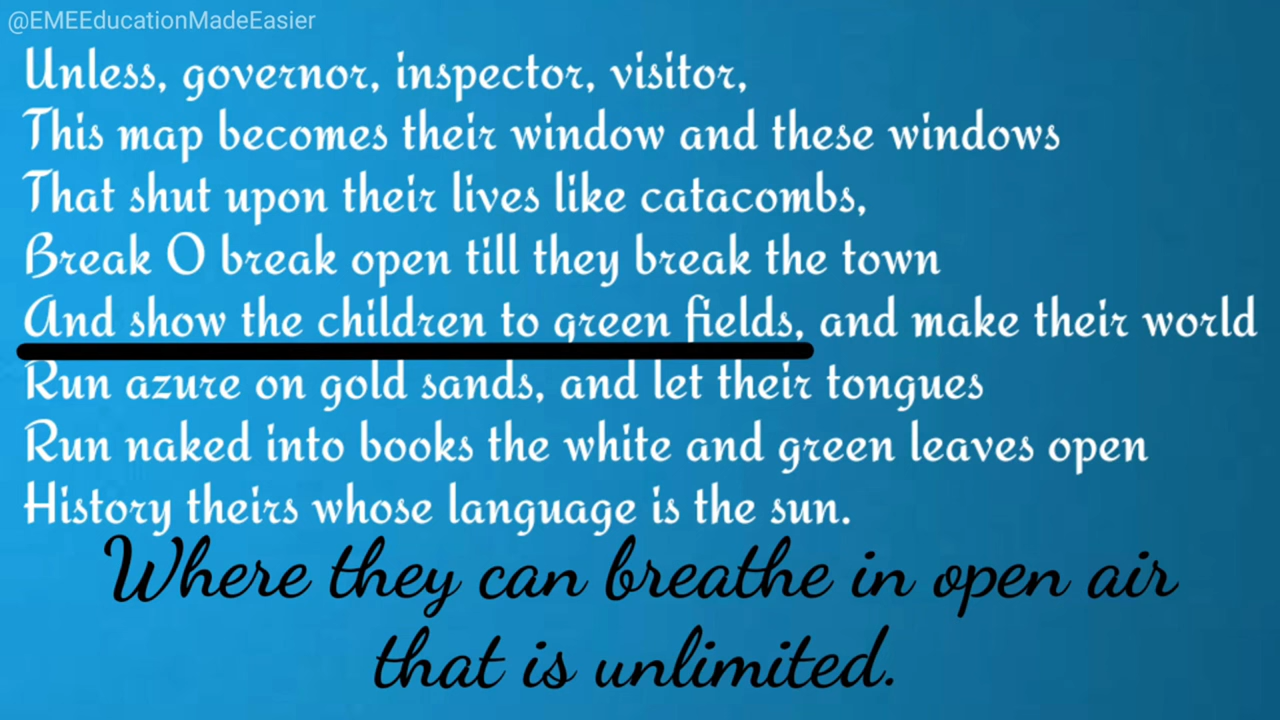 @EMEEducationMadeEasier
Unless, governor, inspector, visitor,
This map becomes their window and these windows
That shut upon their lives like catacombs,
Break O break open till they break the town
And show the children to green fields, and make their world
Run azure on gold sands, and let their tongues
Run naked into books the white and green leaves open
History theirs whose language is the sun.
Where they can breathe in open air
that is unlimited.